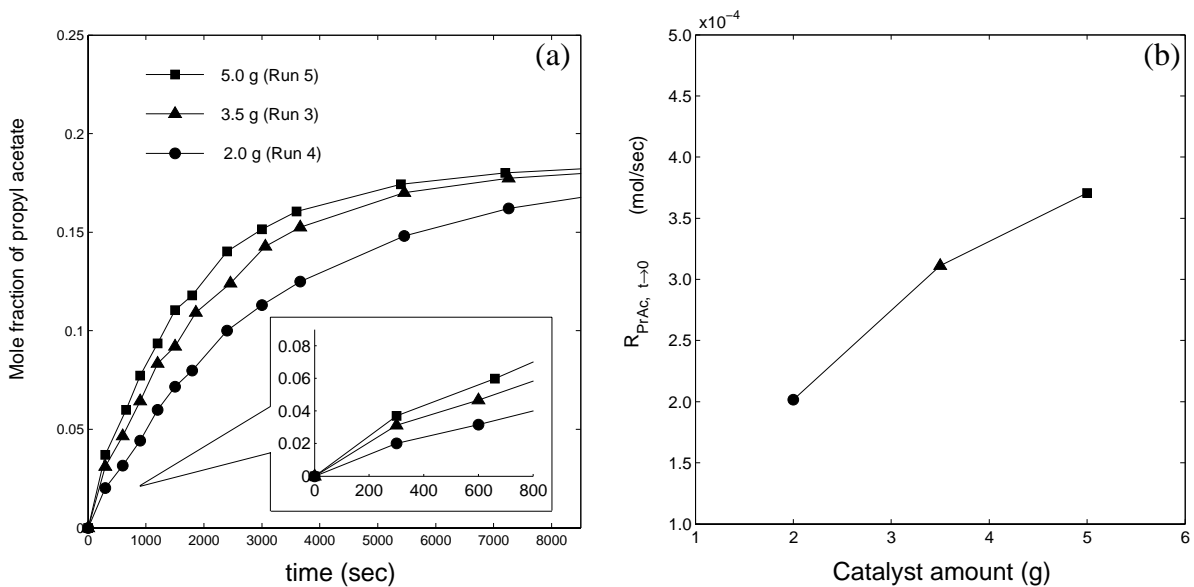 (a)
0.25
0.2
0.15
0.1
0.05
0
Mole fraction of propyl acetate
5.0 g (Run 5)
3.5 g (Run 3)
2.0 g (Run 4)
0.08
0.06
0.04
0.02
0
0 200 400 600 800
0 1000 2000 3000 4000 5000 6000 7000 8000
time (sec)
(b)
x10−4
5.0
4.5
4.0
3.5
3.0
2.5
2.0
1.5
1.0
RPrAc, t→0 (mol/sec)
1 2 3 4 5 6
Catalyst amount (g)